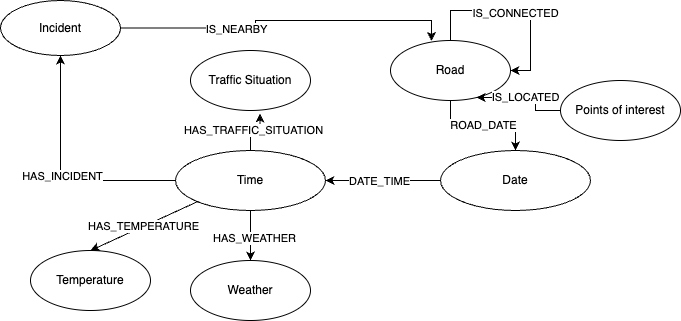 IS_CONNECTED
Incident
IS_NEARBY
Road
Traffic Situation
IS_LOCATED
Points of interest
HAS_TRAFFIC_SITUATION
ROAD_DATE
HAS_INCIDENT
Time
DATE_TIME
Date
HAS_TEMPERATURE
HAS_WEATHER
Temperature
Weather